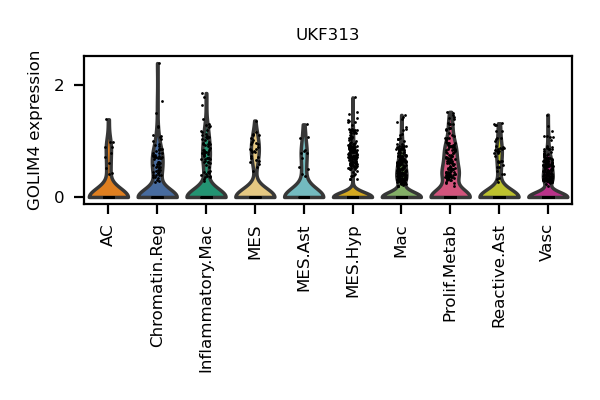 UKF313
GOLIM4 expression
2
0
AC
Chromatin.Reg
Inflammatory.Mac
MES
MES.Ast
MES.Hyp
Mac
Prolif.Metab
Reactive.Ast
Vasc